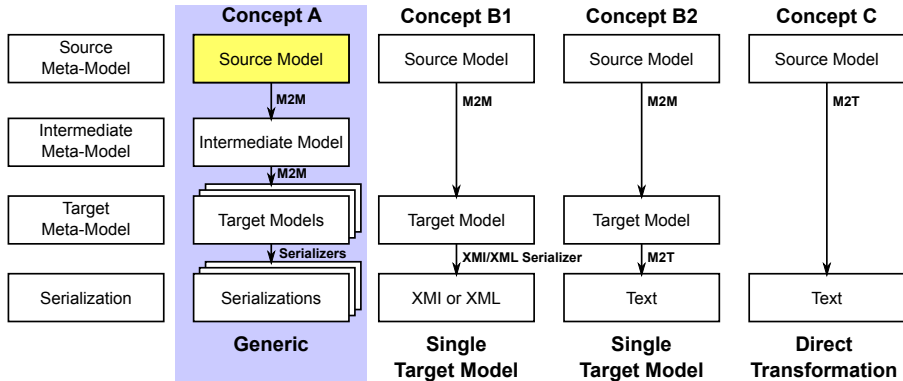 Concept A
Concept B1
Concept B2
Concept C
Source
Meta-Model
Source Model
Source Model
Source Model
Source Model
M2M
M2M
M2M
M2T
Intermediate
Meta-Model
Intermediate Model
M2M
Target
Meta-Model
Target Models
Target Model
Target Model
Serializers
XMI/XML Serializer
M2T
Serialization
Serializations
XMI or XML
Text
Text
Generic
Single
Target Model
Single
Target Model
Direct
Transformation